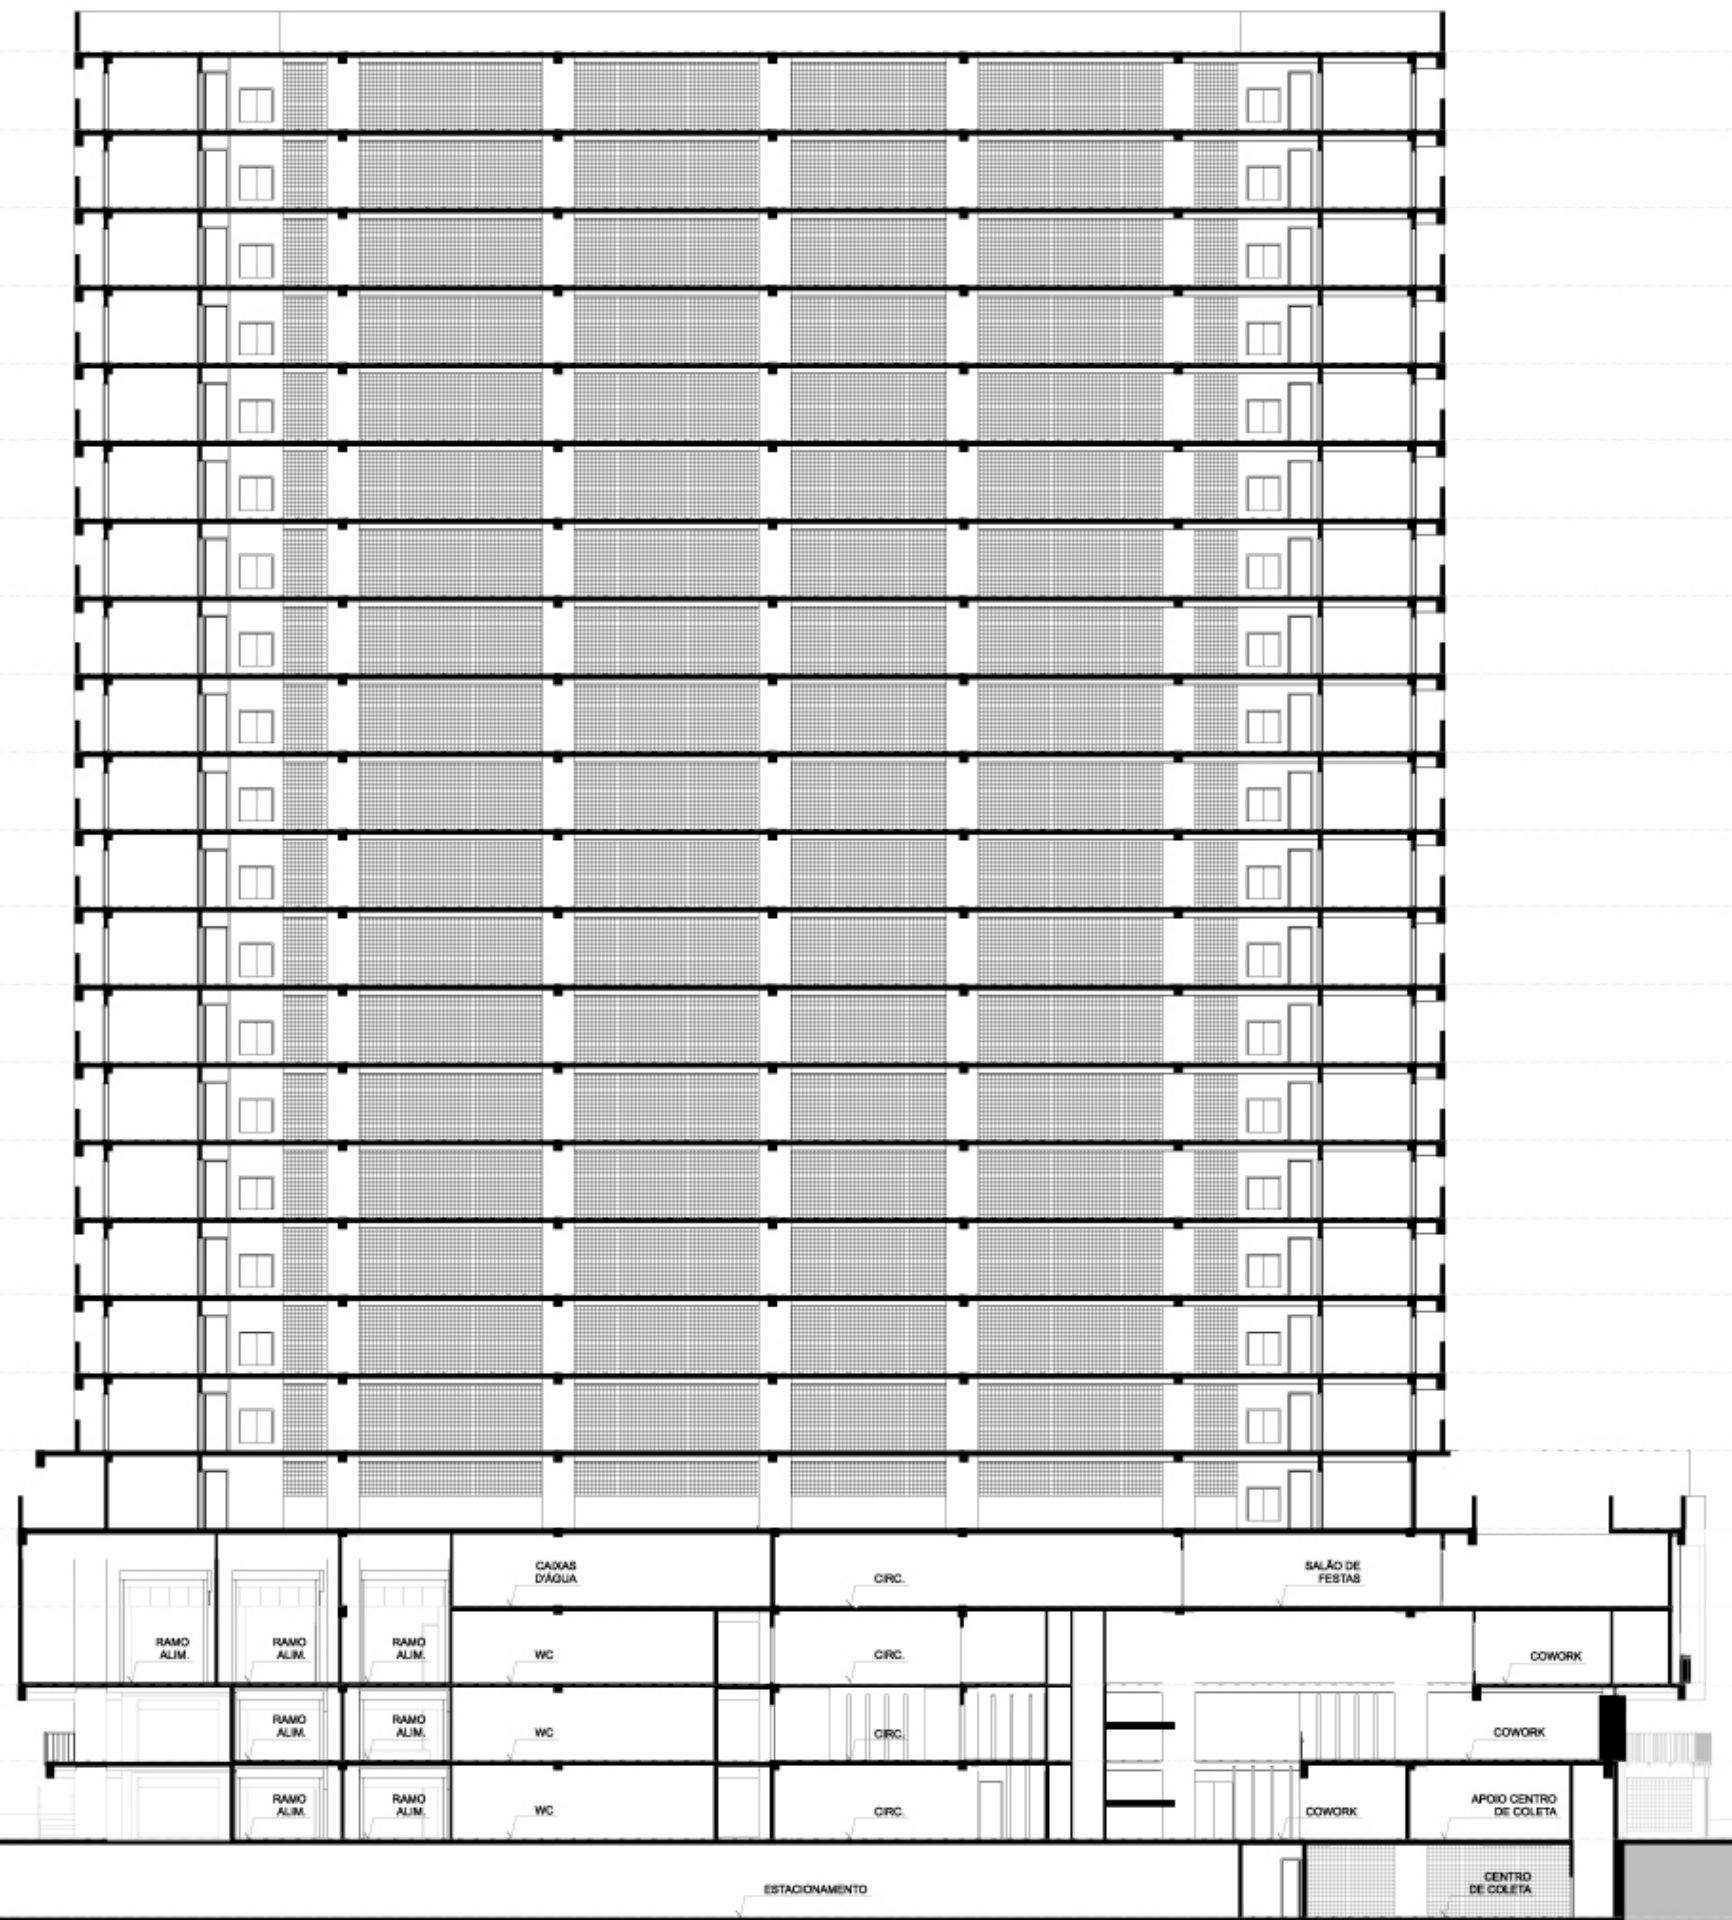 CAIXAS
D'ÁGUA
CIRC.
SALÃO DE
FESTAS
RAMO
ALIM.
RAMO
ALIM.
RAMO
ALIM.
WC
CIRC.
COWORK
RAMO
ALIM.
RAMO
ALIM.
WC
CIRC.
COWORK
RAMO
ALIM.
RAMO
ALIM.
WC
CIRC.
COWORK
APOIO CENTRO
DE COLETA
ESTACIONAMENTO
CENTRO
DE COLETA